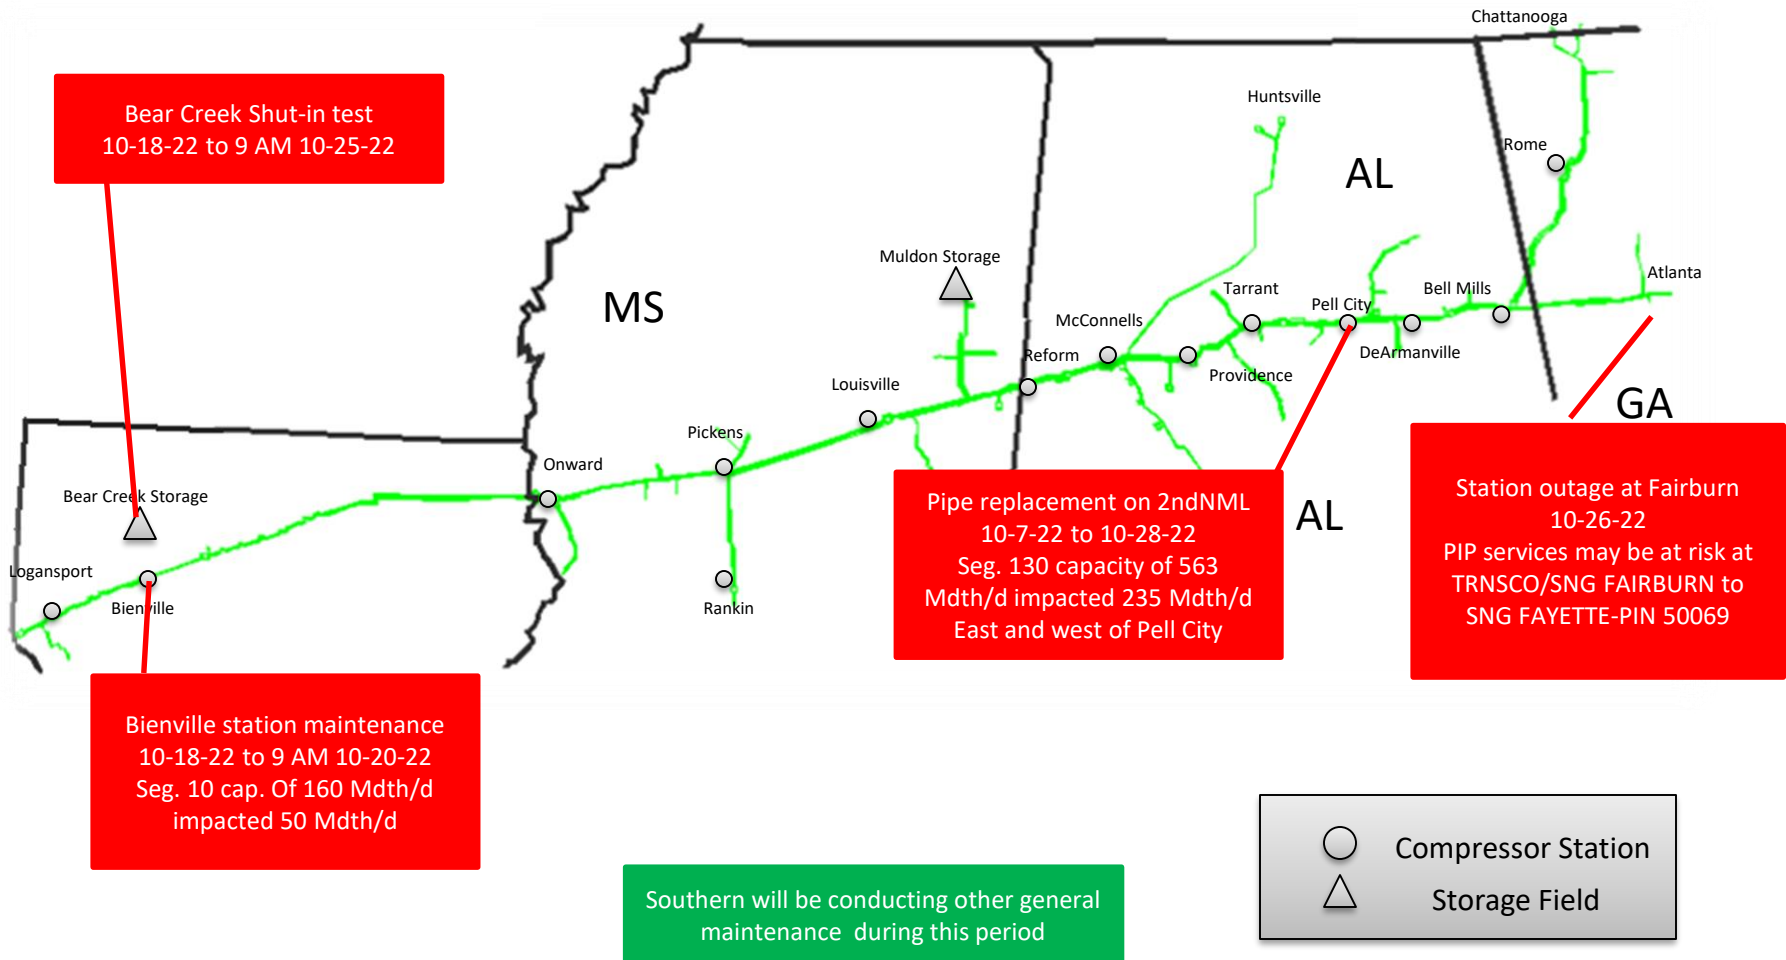 Chattanooga
Bear Creek Shut-in test
10-18-22 to 9 AM 10-25-22
Huntsville
Rome
AL
Muldon Storage
MS
Tarrant
Pell City
Bell Mills
Atlanta
McConnells
Reform
DeArmanville
Providence
Louisville
GA
Pickens
Onward
Bear Creek Storage
Logansport
Bienville
Rankin
Pipe replacement on 2ndNML
10-7-22 to 10-28-22
Seg. 130 capacity of 563
Mdth/d impacted 235 Mdth/d
East and west of Pell City
AL
Station outage at Fairburn
10-26-22
PIP services may be at risk at
TRNSCO/SNG FAIRBURN to
SNG FAYETTE-PIN 50069
Bienville station maintenance
10-18-22 to 9 AM 10-20-22
Seg. 10 cap. Of 160 Mdth/d
impacted 50 Mdth/d
Compressor Station
Storage Field
Southern will be conducting other general
maintenance  during this period